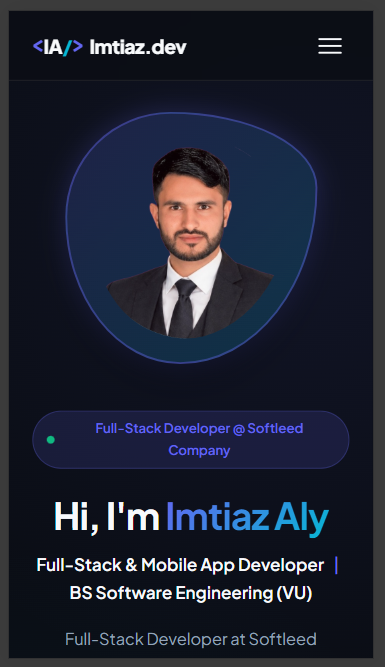 <IA/> Imtiaz.dev
Full-Stack Developer @ Softleed
Company
Hi, I'm Imtiaz Aly
Full-Stack & Mobile App Developer |
BS Software Engineering (VU)
Full-Stack Developer at Softleed